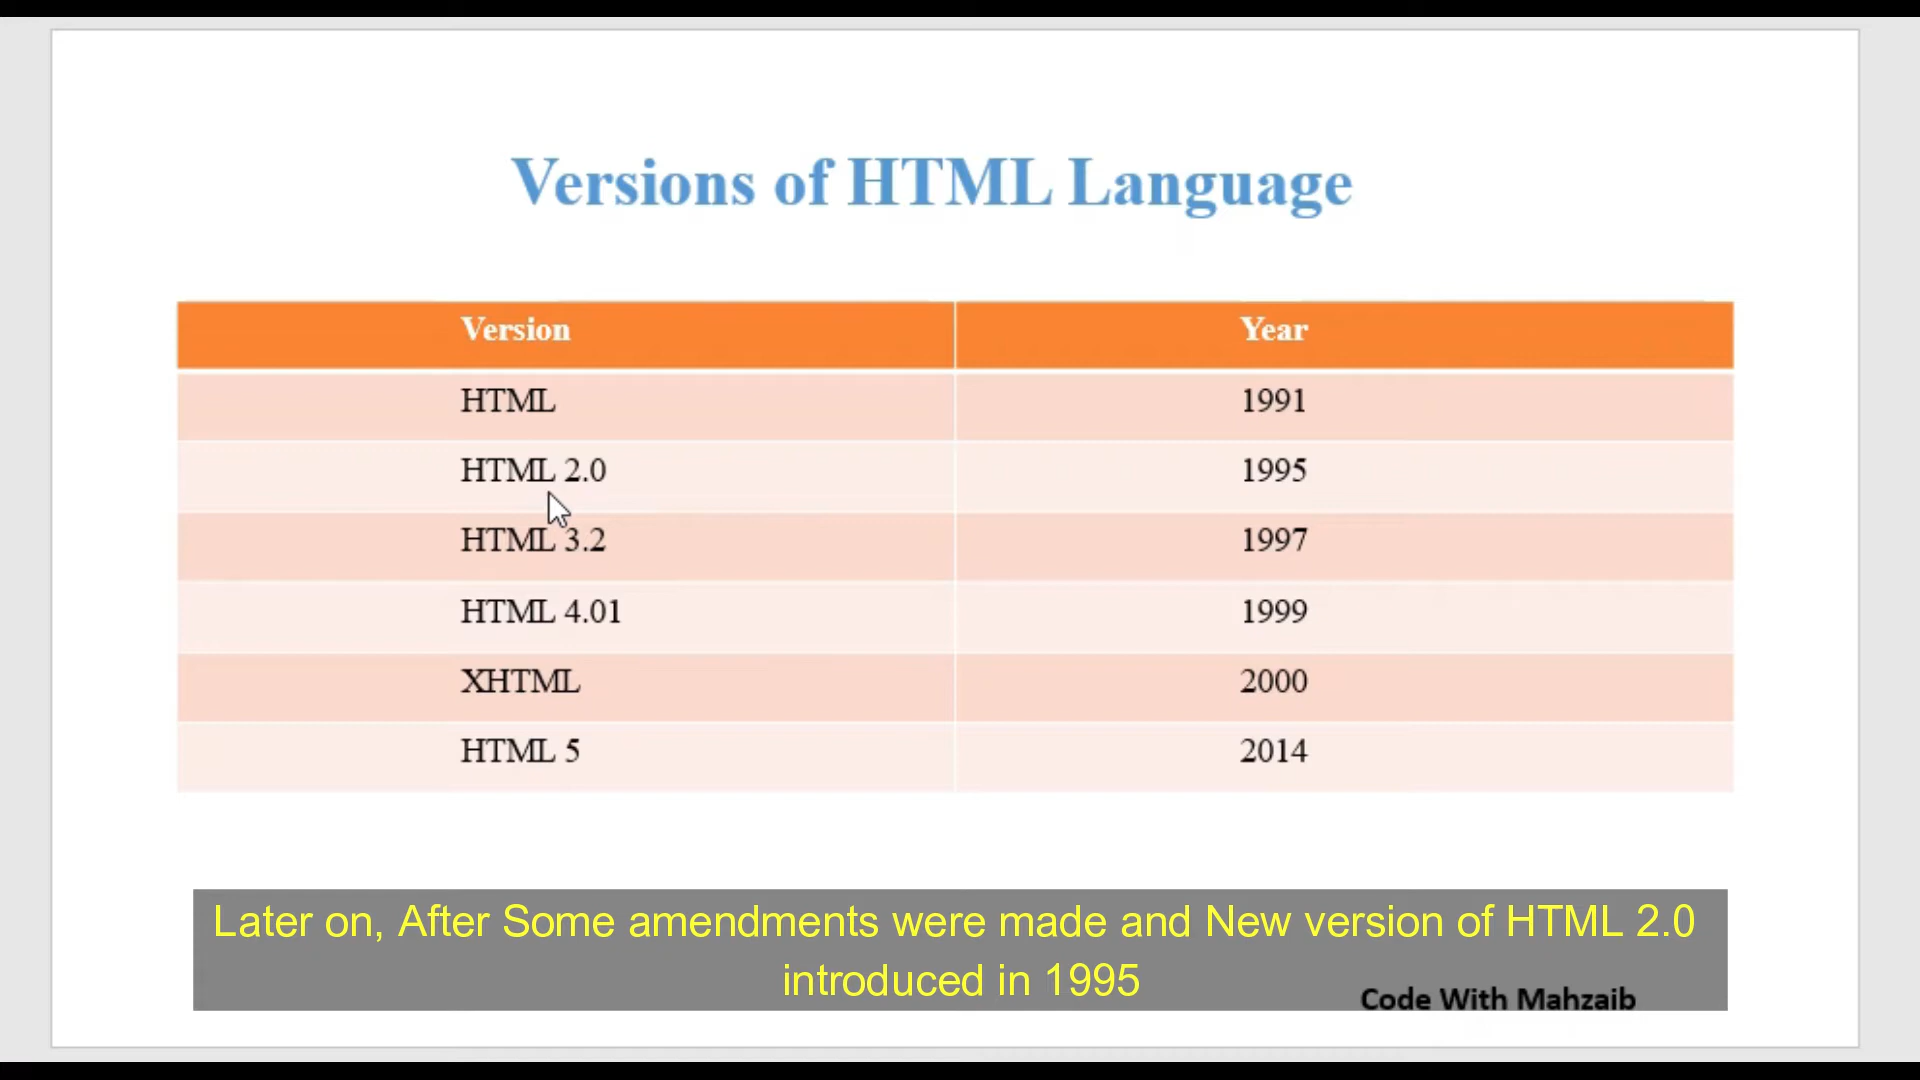 Versions of HTML Language
Version Year
HTML 1991
HTML 2.0 1995
HTML 3.2 1997
HTML 4.01 1999
XHTML 2000
HTML 5 2014
Later on, After Some amendments were made and New version of HTML 2.0
introduced in 1995
Code With Mahzaib